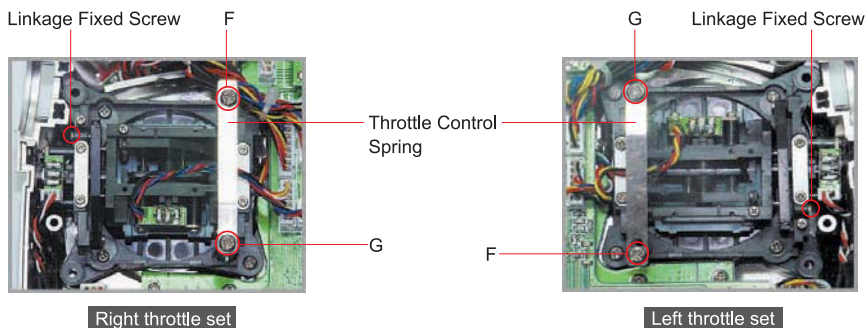 Linkage Fixed Screw
F
G
Linkage Fixed Screw
Throttle Control
Spring
G
F
Right throttle set
Left throttle set